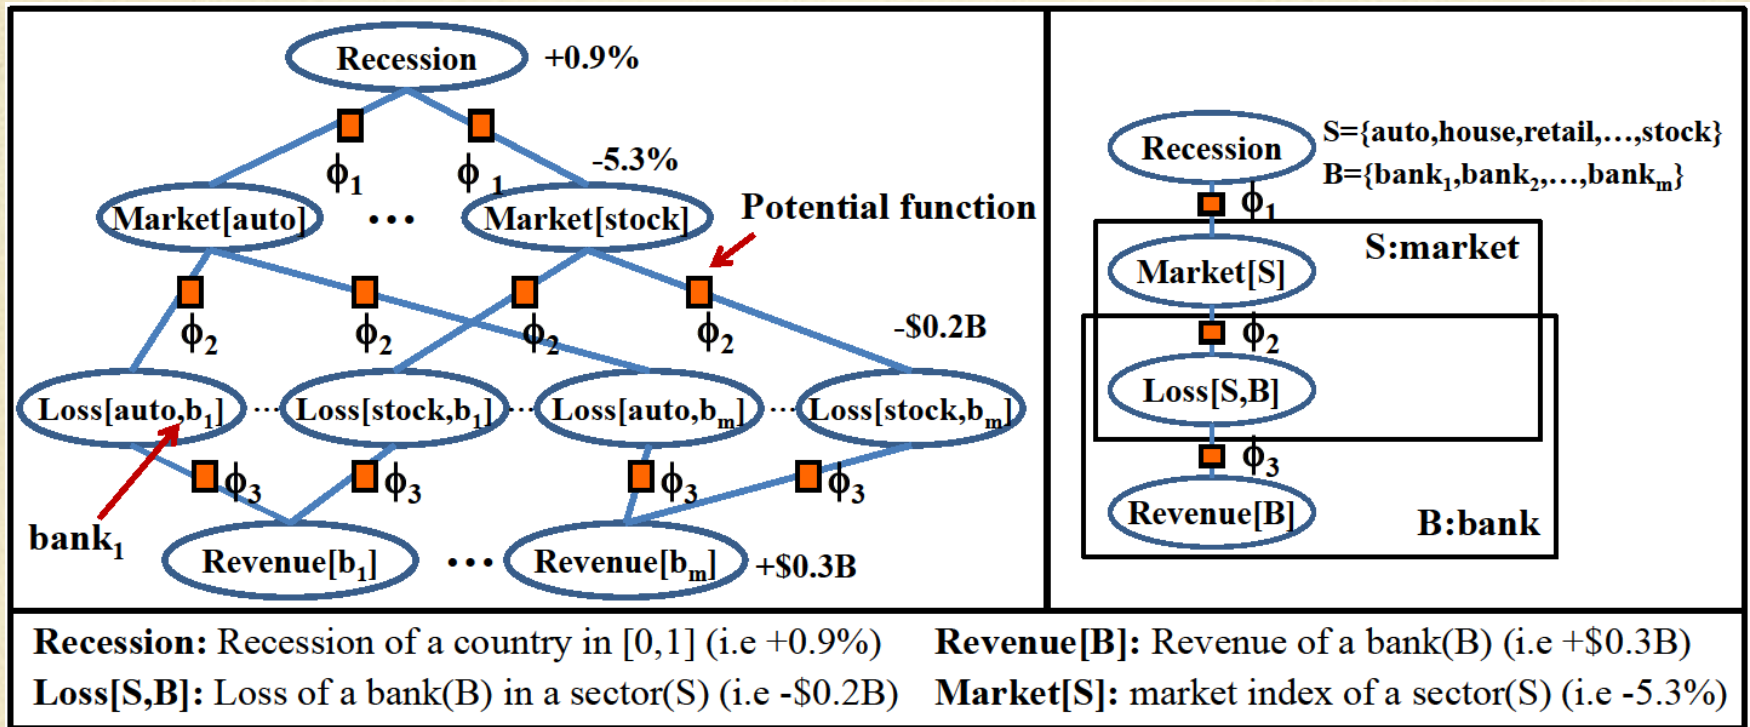 Recession +0.9%
ϕ1 ϕ1
-5.3%
Market[auto] ... Market[stock]
Potential function
ϕ2 ϕ2 ϕ2 ϕ2
-$0.2B
Loss[auto,b1] ... Loss[stock,b1] ... Loss[auto,bm] ... Loss[stock,bm]
ϕ3 ϕ3 ϕ3 ϕ3
bank1
Revenue[b1] ... Revenue[bm] +$0.3B
Recession
S={auto,house,retail,...,stock}
B={bank1,bank2,...,bankm}
ϕ1
S:market
Market[S]
ϕ2
Loss[S,B]
ϕ3
Revenue[B]
B:bank
Recession: Recession of a country in [0,1] (i.e +0.9%)
Revenue[B]: Revenue of a bank(B) (i.e +$0.3B)
Loss[S,B]: Loss of a bank(B) in a sector(S) (i.e -$0.2B)
Market[S]: market index of a sector(S) (i.e -5.3%)